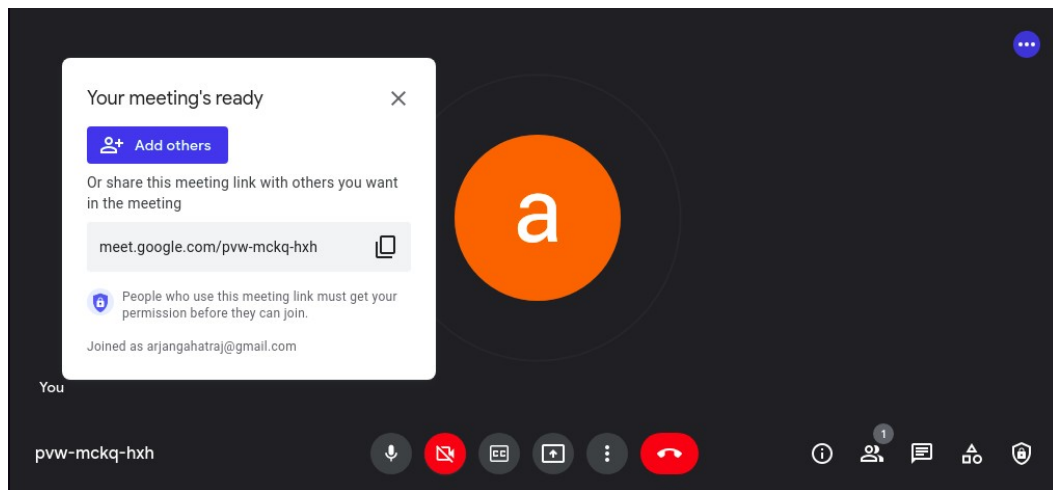 Your meeting's ready
Add others
Or share this meeting link with others you want
in the meeting
meet.google.com/pvw-mckq-hxh
People who use this meeting link must get your
permission before they can join.
Joined as arjangahatraj@gmail.com
a
You
pvw-mckq-hxh
CC
1